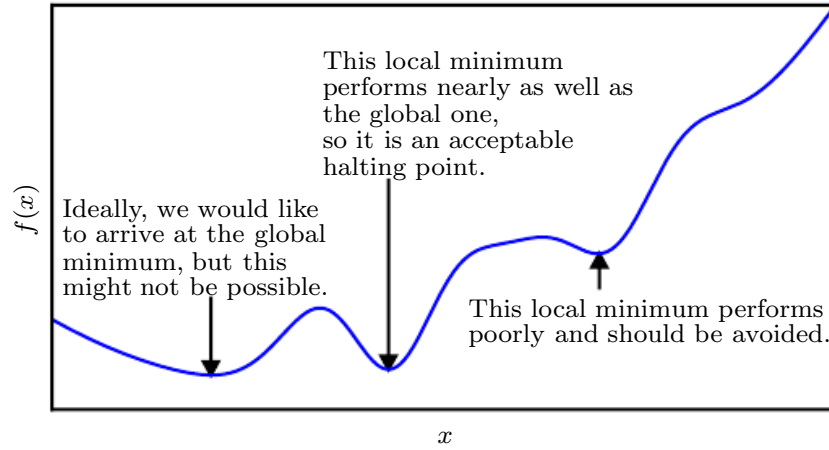 This local minimum
performs nearly as well as
the global one,
so it is an acceptable
halting point.
Ideally, we would like
to arrive at the global
minimum, but this
might not be possible.
This local minimum performs
poorly and should be avoided.
f(x)
x